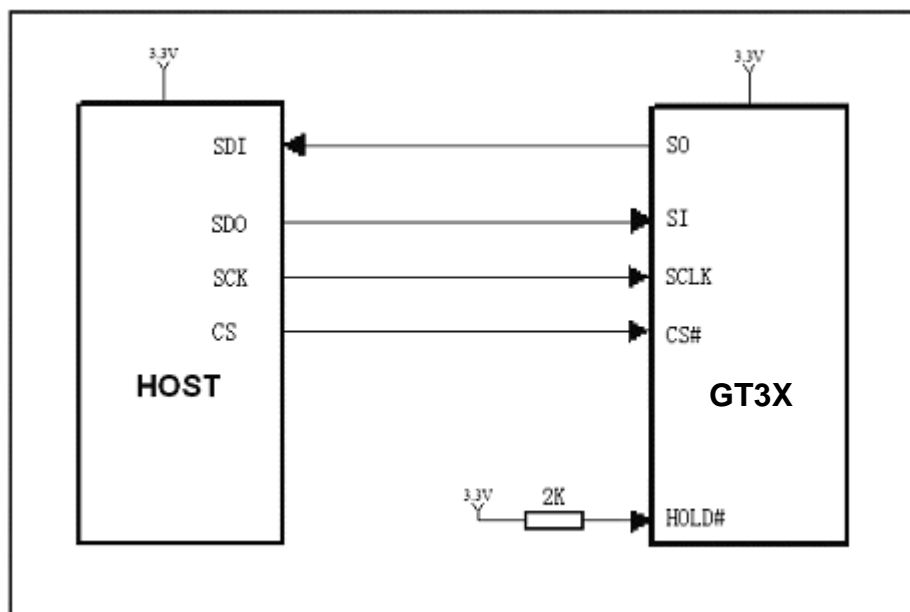 3.3V
3.3V
SDI
SO
SDO
SI
SCK
SCLK
CS
CS#
HOST
GT3X
3.3V
2K
HOLD#